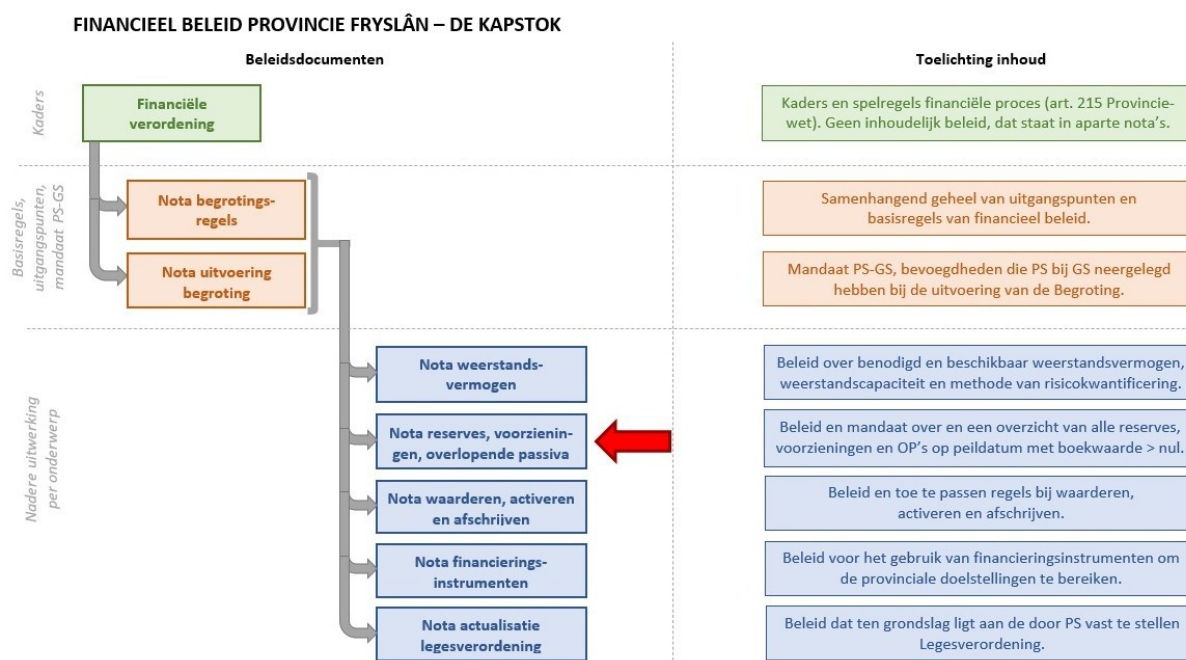 FINANCIEEL BELEID PROVINCIE FRYSLÂN – DE KAPSTOK
Beleidsdocumenten
Toelichting inhoud
Kaders
Financiële
verordening
Kaders en spelregels financiële proces (art. 215 Provincie-
wet). Geen inhoudelijk beleid, dat staat in aparte nota’s.
Basisregels,
uitgangspunten,
mandaat PS-GS
Nota begrotings-
regels
Samenhangend geheel van uitgangspunten en
basisregels van financieel beleid.
Nota uitvoering
begroting
Mandaat PS-GS, bevoegdheden die PS bij GS neergelegd
hebben bij de uitvoering van de Begroting.
Nadere uitwerking
per onderwerp
Nota weerstands-
vermogen
Beleid over benodigd en beschikbaar weerstandsvermogen,
weerstandscapaciteit en methode van risicokwantificering.
Nota reserves, voorzienin-
gen, overlopende passiva
Beleid en mandaat over en een overzicht van alle reserves,
voorzieningen en OP’s op peildatum met boekwaarde > nul.
Nota waarderen, activeren
en afschrijven
Beleid en toe te passen regels bij waarderen,
activeren en afschrijven.
Nota financierings-
instrumenten
Beleid voor het gebruik van financieringsinstrumenten om
de provinciale doelstellingen te bereiken.
Nota actualisatie
legesverordening
Beleid dat ten grondslag ligt aan de door PS vast te stellen
Legesverordening.